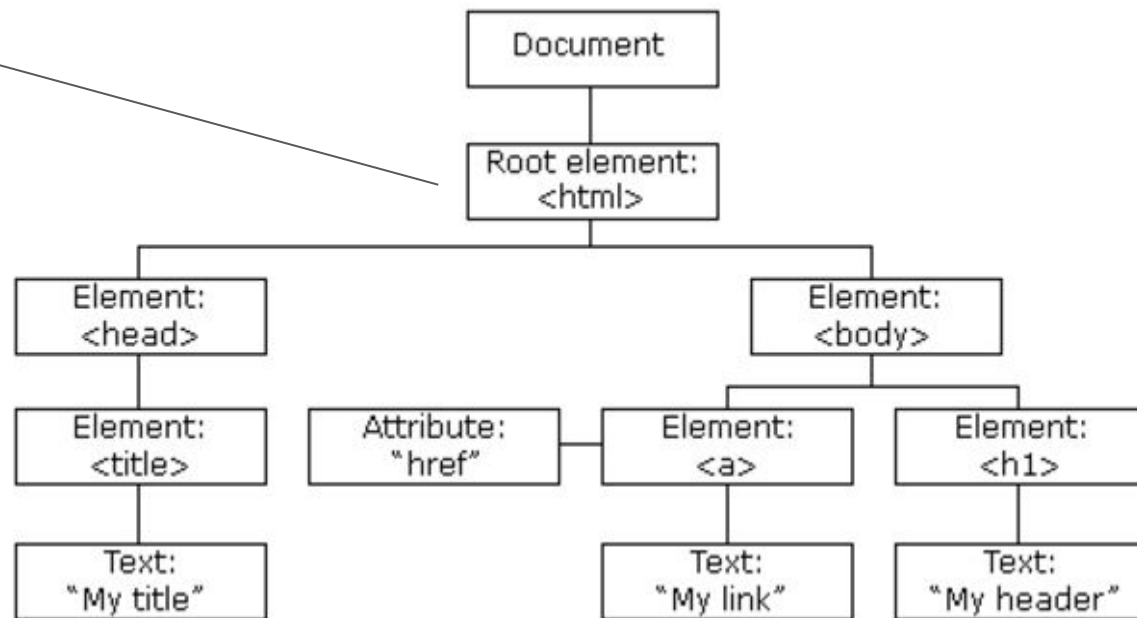 Document
Root element:
<html>
Element:
<head>
Element:
<body>
Element:
<title>
Attribute:
“href”
Element:
<a>
Element:
<h1>
Text:
“My title”
Text:
“My link”
Text:
“My header”